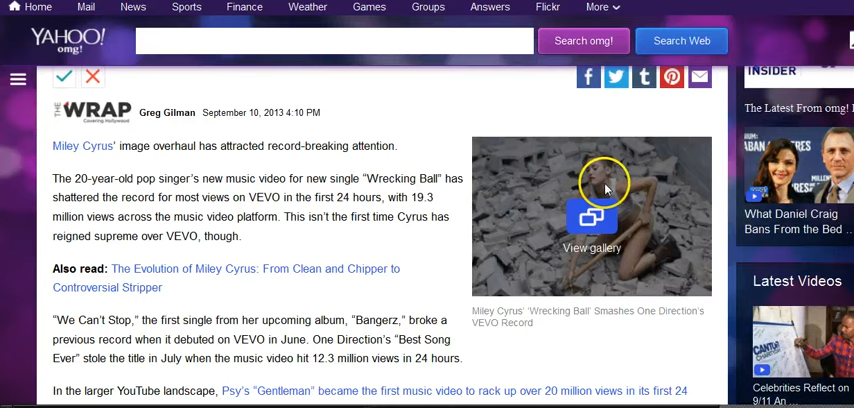 Home Mail News Sports Finance Weather Games Groups Answers Flickr More
YAHOO! omg!
Search omg! Search Web
THE WRAP Covering Hollywood Greg Gilman September 10, 2013 4:10 PM
Miley Cyrus' image overhaul has attracted record-breaking attention.
The 20-year-old pop singer's new music video for new single “Wrecking Ball” has
shattered the record for most views on VEVO in the first 24 hours, with 19.3
million views across the music video platform. This isn’t the first time Cyrus has
reigned supreme over VEVO, though.
Also read: The Evolution of Miley Cyrus: From Clean and Chipper to
Controversial Stripper
“We Can’t Stop,” the first single from her upcoming album, “Bangerz,” broke a
previous record when it debuted on VEVO in June. One Direction’s “Best Song
Ever” stole the title in July when the music video hit 12.3 million views in 24 hours.
In the larger YouTube landscape, Psy’s “Gentleman” became the first music video to rack up over 20 million views in its first 24
View gallery
Miley Cyrus’ ‘Wrecking Ball’ Smashes One Direction’s
VEVO Record
INSIDER
The Latest From omg! I
What Daniel Craig
Bans From the Bed ...
Latest Videos
CANTOR
Celebrities Reflect on
9/11 An ...